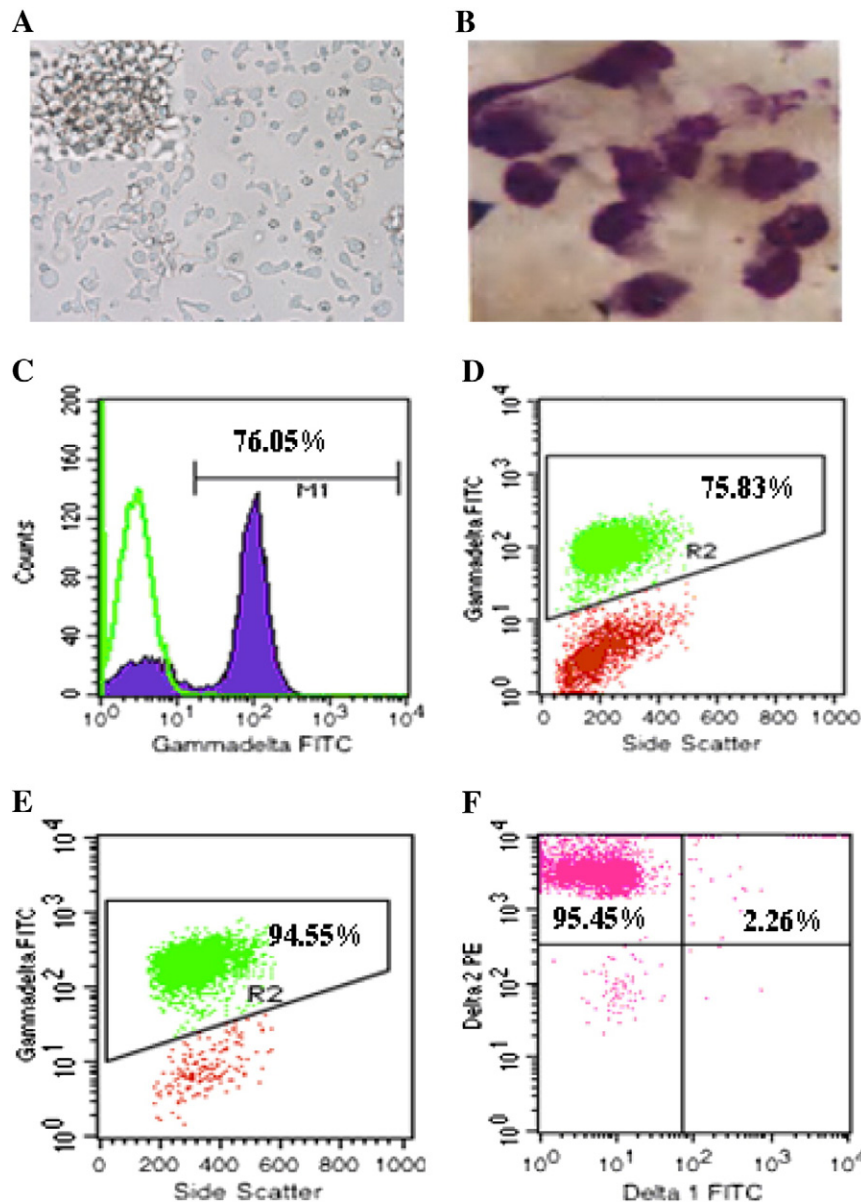 A
B
C
200
160
120
80
40
0
Counts
76.05%
M1
10^0 10^1 10^2 10^3 10^4
Gammadelta FITC
D
10^4
10^3
10^2
10^1
10^0
Gammadelta FITC
75.83%
R2
0 200 400 600 800 1000
Side Scatter
E
10^4
10^3
10^2
10^1
10^0
Gammadelta FITC
94.55%
R2
0 200 400 600 800 1000
Side Scatter
F
10^4
10^3
10^2
10^1
10^0
Delta 2 PE
95.45% 2.26%
10^0 10^1 10^2 10^3 10^4
Delta 1 FITC